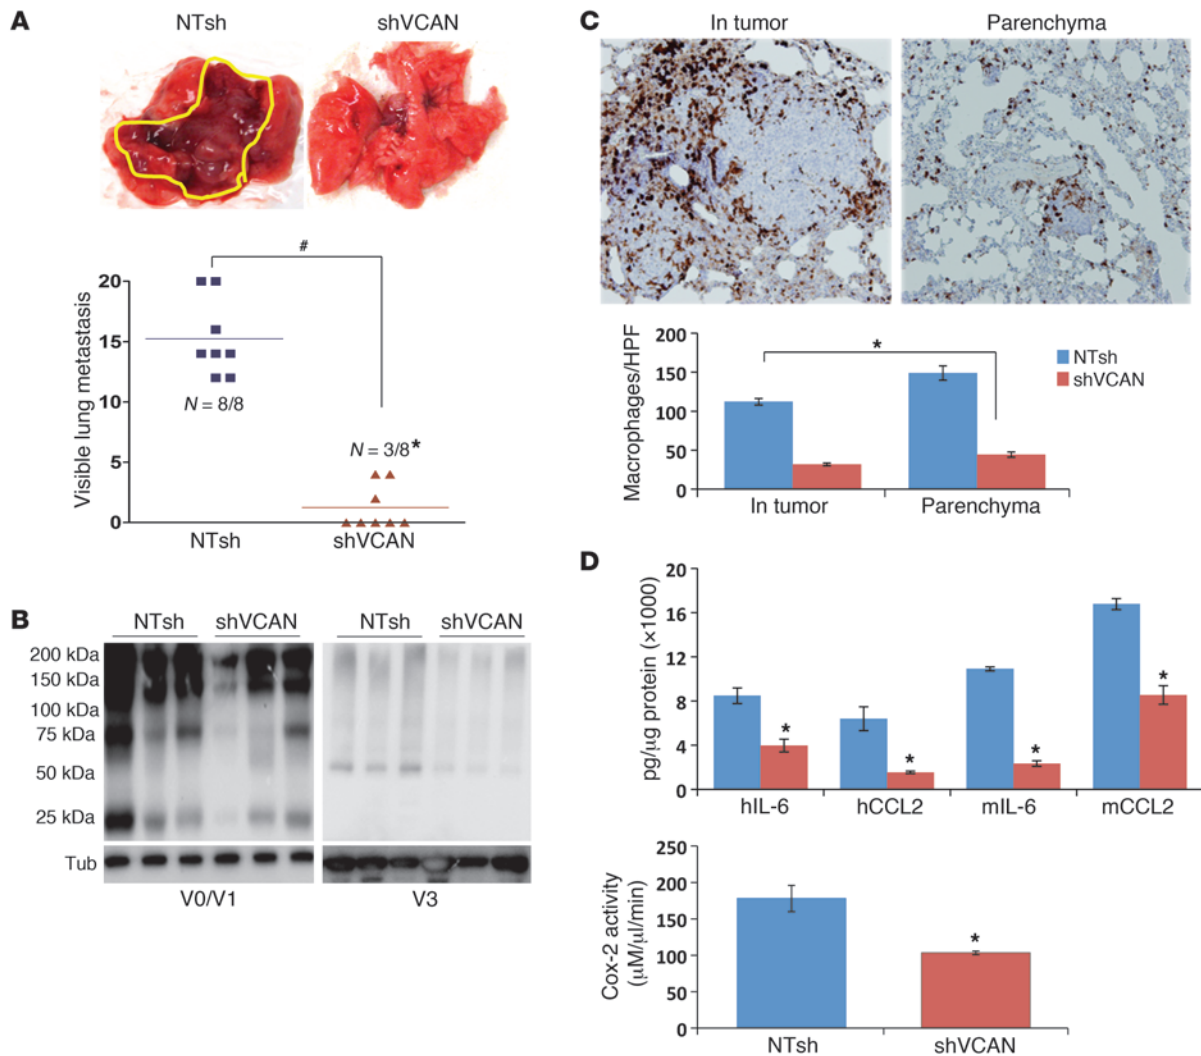 A
NTsh
shVCAN
#
Visible lung metastasis
20
15
10
5
0
N = 8/8
N = 3/8*
NTsh
shVCAN
B
NTsh
shVCAN
NTsh
shVCAN
200 kDa
150 kDa
100 kDa
75 kDa
50 kDa
25 kDa
Tub
V0/V1
V3
C
In tumor
Parenchyma
Macrophages/HPF
200
150
100
50
0
*
NTsh
shVCAN
In tumor
Parenchyma
D
pg/μg protein (×1000)
20
16
12
8
4
0
*
*
*
*
hIL-6
hCCL2
mIL-6
mCCL2
Cox-2 activity
(μM/μl/min)
250
200
150
100
50
0
*
NTsh
shVCAN